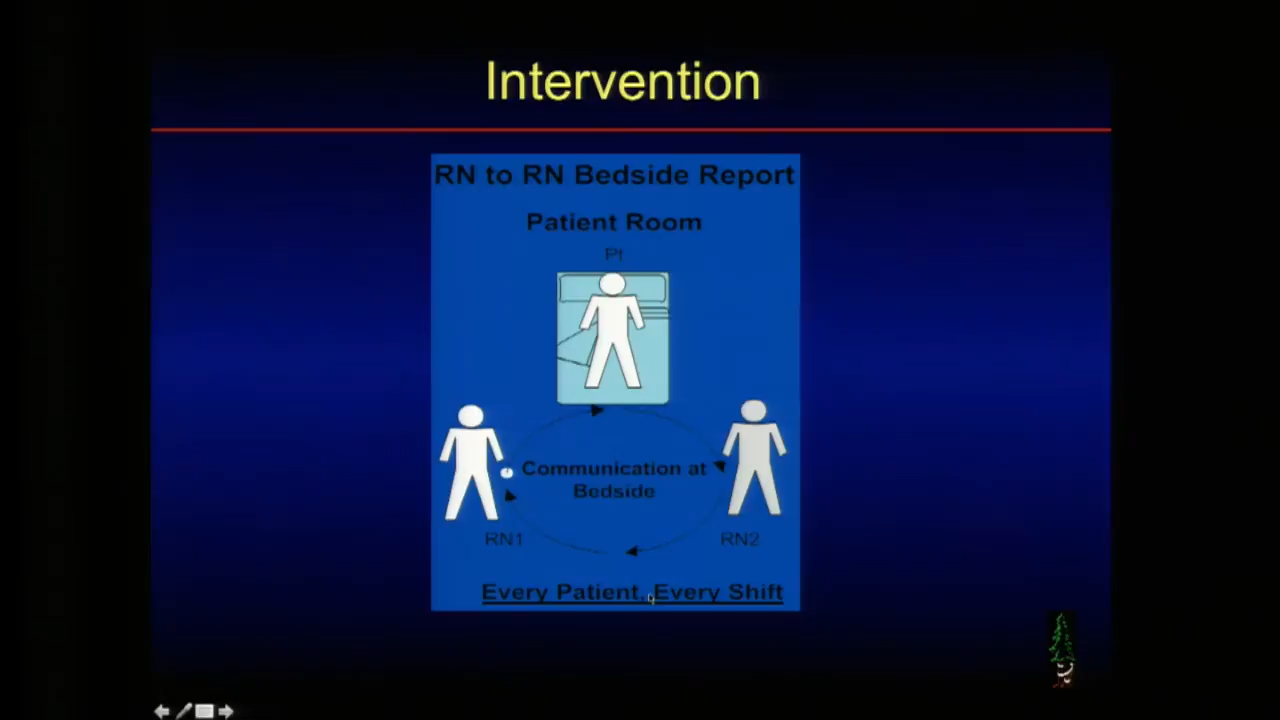 Intervention
RN to RN Bedside Report
Patient Room
Pt
Communication at
Bedside
RN1
RN2
Every Patient, Every Shift